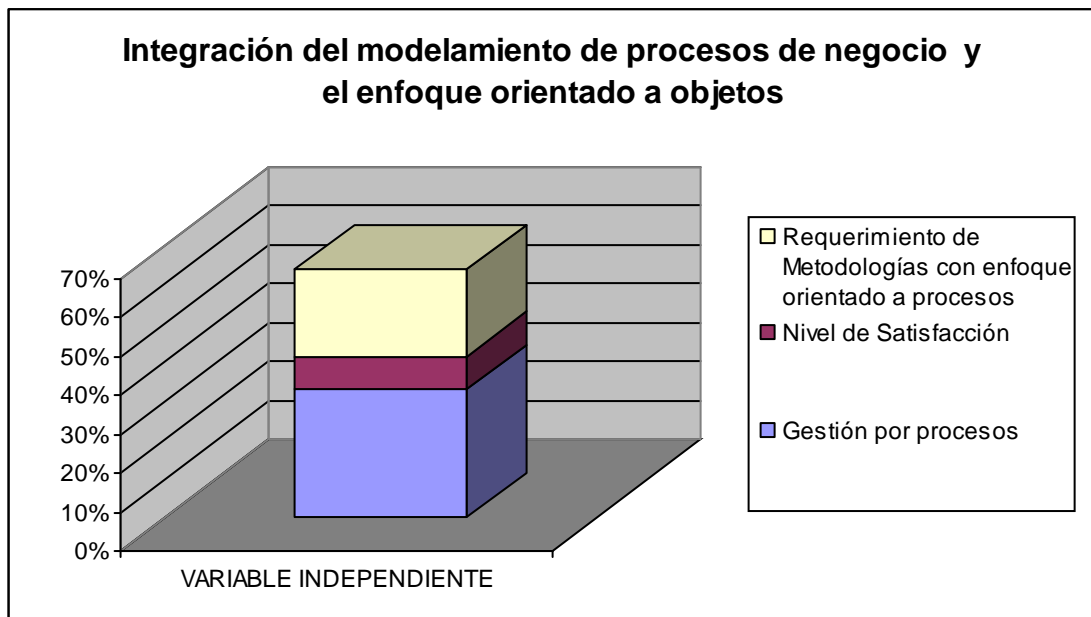 Integración del modelamiento de procesos de negocio y
el enfoque orientado a objetos
70%
60%
50%
40%
30%
20%
10%
0%
VARIABLE INDEPENDIENTE
Requerimiento de
Metodologías con enfoque
orientado a procesos
Nivel de Satisfacción
Gestión por procesos